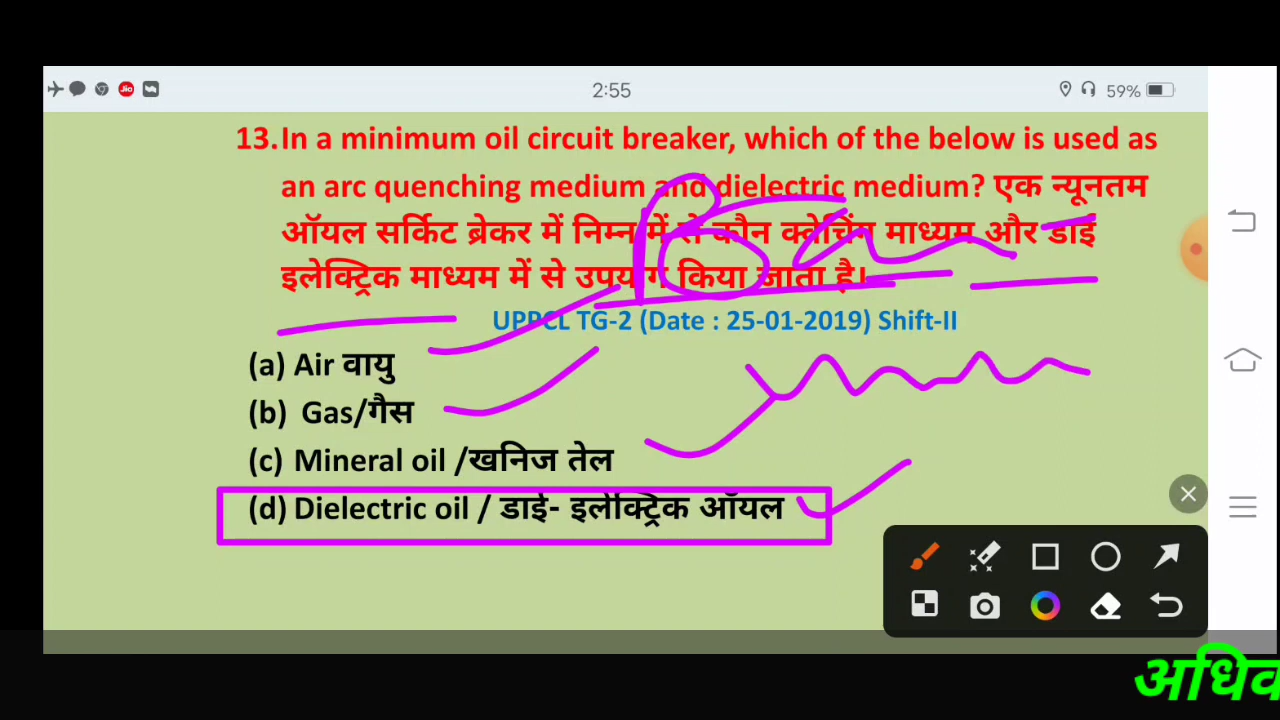 2:55
59%
13. In a minimum oil circuit breaker, which of the below is used as
an arc quenching medium and dielectric medium? एक न्यूनतम
ऑयल सर्किट ब्रेकर में निम्न में से कौन क्वेचिंग माध्यम और डाई
इलेक्ट्रिक माध्यम में से उपयोग किया जाता है।
UPPCL TG-2 (Date : 25-01-2019) Shift-II
(a) Air वायु
(b) Gas/गैस
(c) Mineral oil /खनिज तेल
(d) Dielectric oil / डाई- इलेक्ट्रिक ऑयल